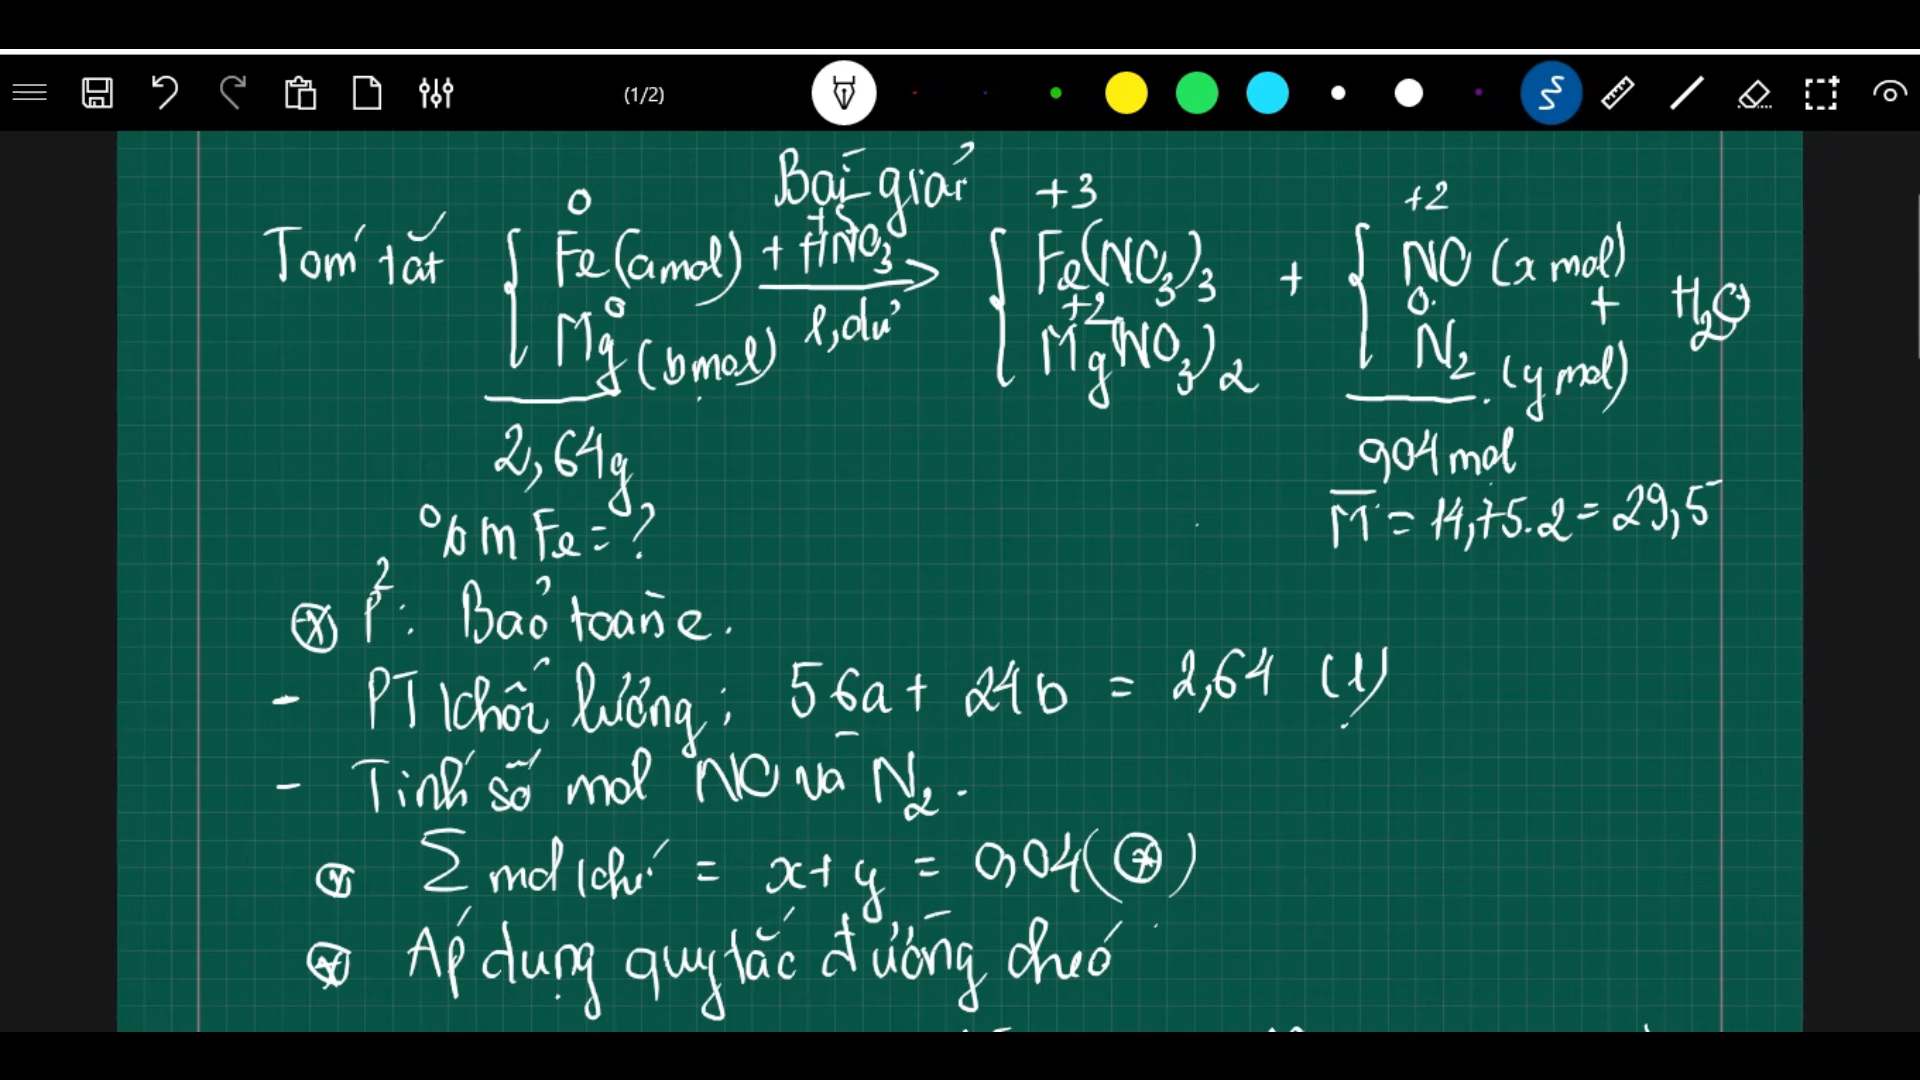 (1/2)
Bài giải
0 +5 +3 +2
Tóm tắt { Fe (a mol) + HNO3 → { Fe(NO3)3 + { NO (x mol) + H2O
0 l, dư +2 0
Mg (b mol) Mg(NO3)2 N2 (y mol)
2,64g 0,04 mol
% m Fe = ? M̅ = 14,75.2 = 29,5
P2: Bảo toàn e.
- PT khối lượng: 56a + 24b = 2,64 (1)
- Tính số mol NO và N2.
Σ mol khí = x + y = 0,04 (*)
Áp dụng quy tắc đường chéo